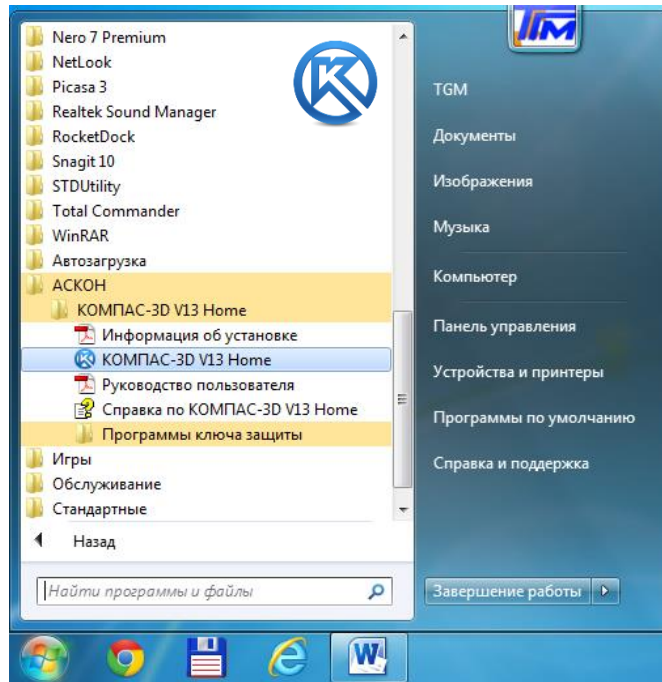 Nero 7 Premium
NetLook
Picasa 3
Realtek Sound Manager
RocketDock
Snagit 10
STDUtility
Total Commander
WinRAR
Автозагрузка
АСКОН
КОМПАС-3D V13 Home
Информация об установке
КОМПАС-3D V13 Home
Руководство пользователя
Справка по КОМПАС-3D V13 Home
Программы ключа защиты
Игры
Обслуживание
Стандартные
Назад
Найти программы и файлы
TGM
Документы
Изображения
Музыка
Компьютер
Панель управления
Устройства и принтеры
Программы по умолчанию
Справка и поддержка
Завершение работы